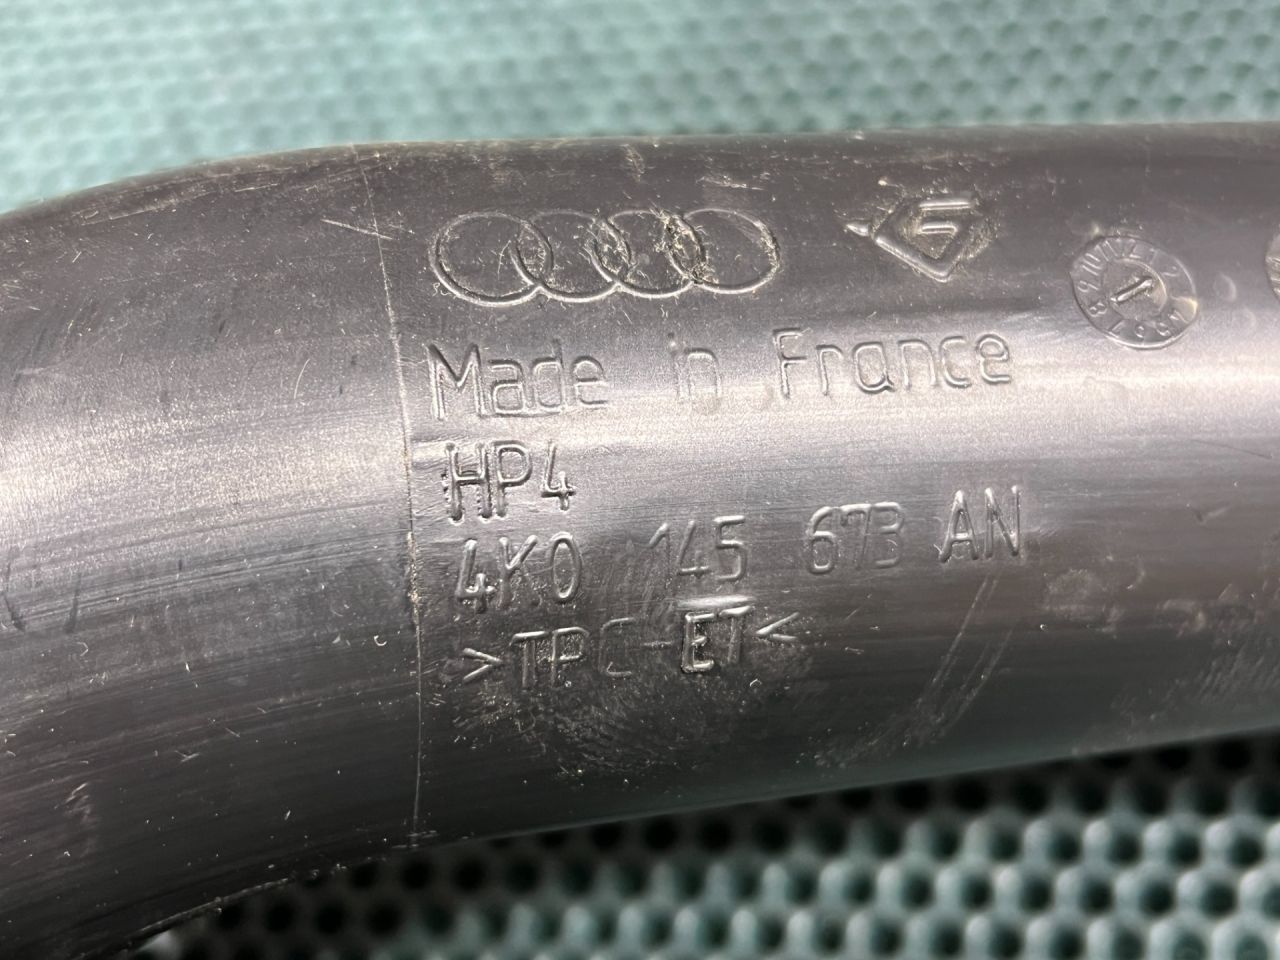 Made in France
HP4
4K0 145 673 AN
>TPC-ET<